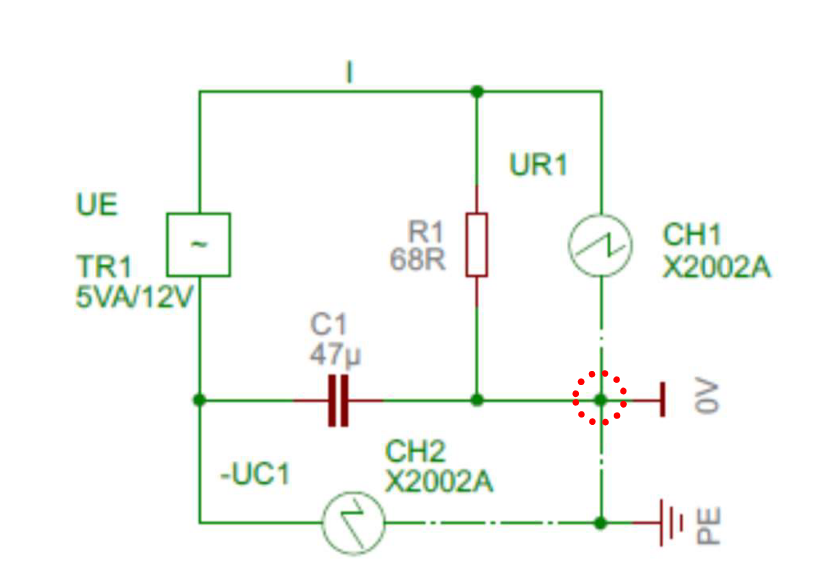 I
UE
TR1
5VA/12V
~
R1
68R
UR1
CH1
X2002A
C1
47µ
0V
-UC1
CH2
X2002A
PE